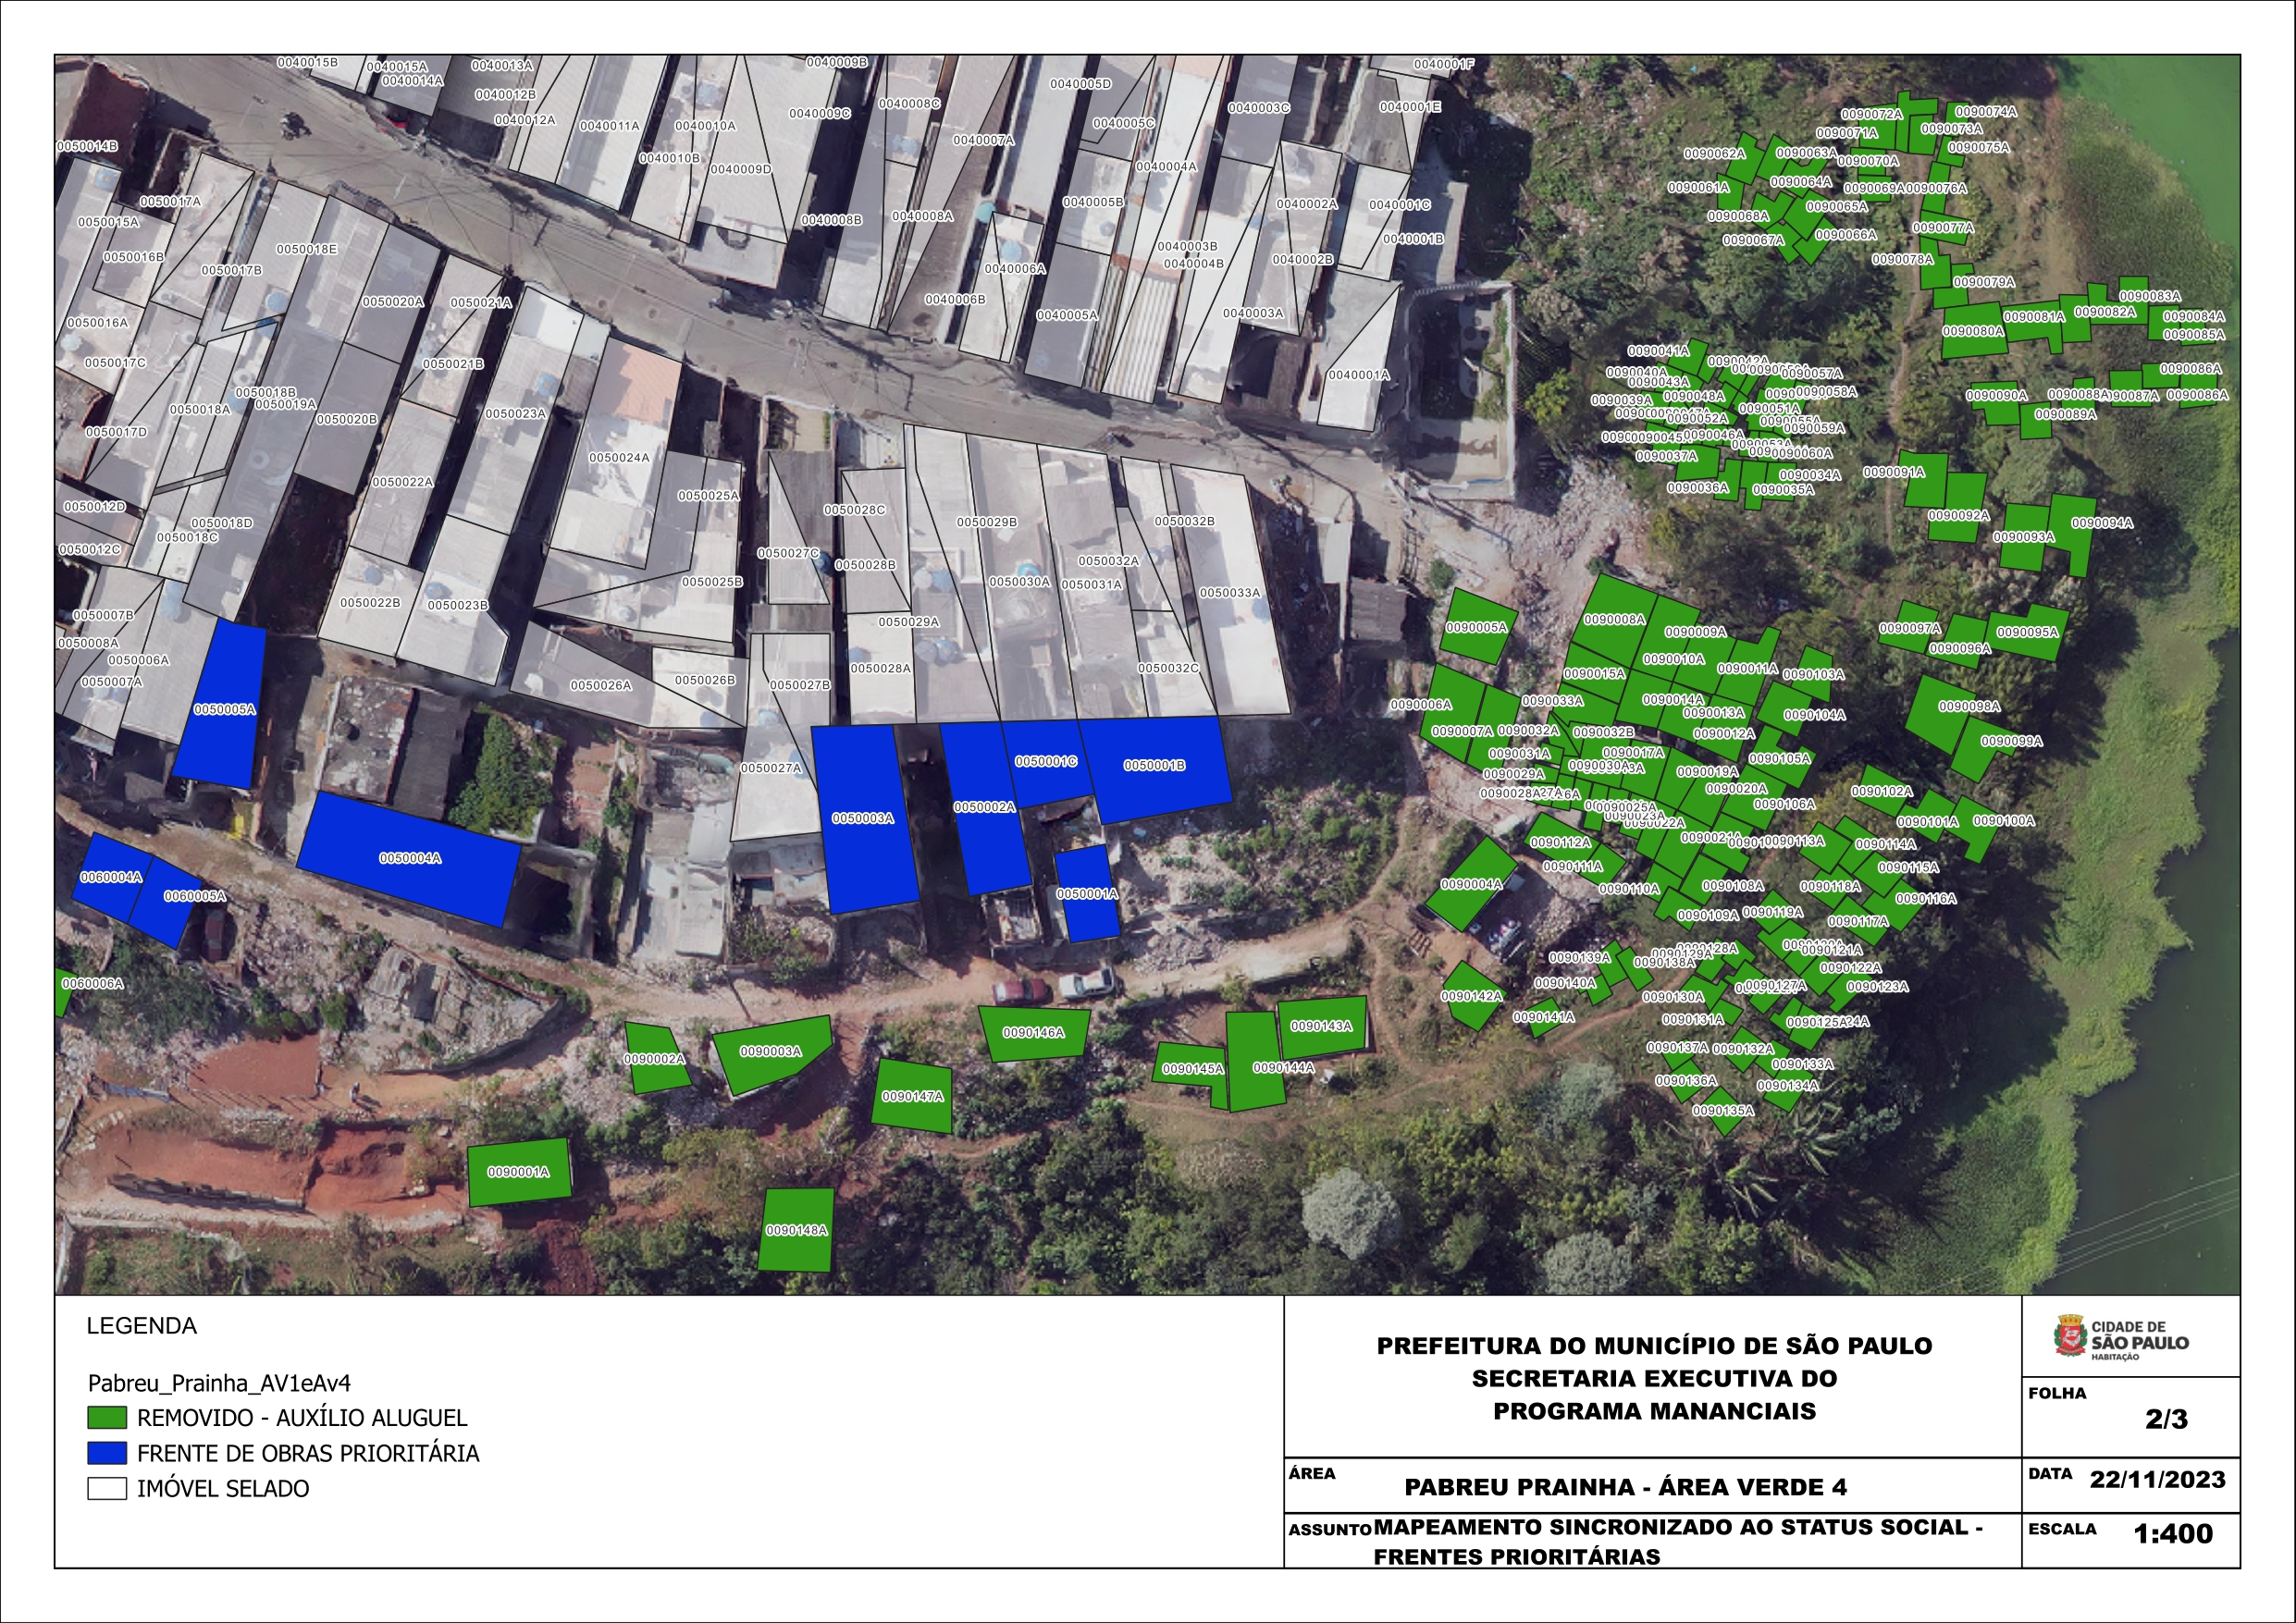 0040015B
0040015A
0040014A
0040013A
0040012B
0040012A
0040011A
0040010A
0040010B
0040009B
0040009C
0040009D
0040008C
0040008A
0040008B
0040007A
0040006A
0040006B
0040005D
0040005C
0040005B
0040005A
0040004A
0040004B
0040003C
0040003B
0040003A
0040002A
0040002B
0040001F
0040001E
0040001C
0040001B
0040001A
0050014B
0050015A
0050017A
0050016B
0050017B
0050018E
0050016A
0050017C
0050020A
0050021A
0050021B
0050018B
0050019A
0050018A
0050020B
0050017D
0050023A
0050024A
0050022A
0050025A
0050012D
0050018D
0050018C
0050012C
0050028C
0050029B
0050032B
0050027C
0050028B
0050030A
0050032A
0050031A
0050025B
0050033A
0050007B
0050022B
0050023B
0050029A
0050008A
0050006A
0050007A
0050028A
0050032C
0050026A
0050026B
0050027B
0050005A
0050027A
0050001C
0050001B
0050002A
0050003A
0050004A
0050001A
0060004A
0060005A
0060006A
0090074A
0090072A
0090073A
0090071A
0090075A
0090062A
0090063A
0090070A
0090064A
0090061A
0090069A
0090076A
0090065A
0090068A
0090077A
0090066A
0090067A
0090078A
0090079A
0090083A
0090082A
0090081A
0090084A
0090080A
0090085A
0090041A
0090042A
0090086A
0090040A
0090057A
0090043A
0090058A
0090048A
0090039A
0090051A
0090052A
0090059A
0090046A
0090053A
0090060A
0090037A
0090034A
0090036A
0090035A
0090090A
0090088A
0090086A
0090089A
0090091A
0090092A
0090094A
0090093A
0090005A
0090008A
0090009A
0090097A
0090095A
0090096A
0090010A
0090011A
0090015A
0090103A
0090006A
0090033A
0090014A
0090013A
0090104A
0090098A
0090007A
0090032A
0090032B
0090012A
0090099A
0090031A
0090017A
0090105A
0090030A
0090029A
0090019A
0090028A
0090020A
0090106A
0090102A
0090025A
0090023A
0090022A
0090021A
0090113A
0090101A
0090100A
0090112A
0090114A
0090111A
0090115A
0090004A
0090110A
0090108A
0090118A
0090116A
0090109A
0090119A
0090117A
0090128A
0090129A
0090121A
0090139A
0090138A
0090122A
0090140A
0090127A
0090123A
0090142A
0090130A
0090141A
0090131A
0090125A
0090137A
0090132A
0090133A
0090136A
0090134A
0090135A
0090146A
0090143A
0090002A
0090003A
0090145A
0090144A
0090147A
0090001A
0090148A
LEGENDA
Pabreu_Prainha_AV1eAv4
REMOVIDO - AUXÍLIO ALUGUEL
FRENTE DE OBRAS PRIORITÁRIA
IMÓVEL SELADO
PREFEITURA DO MUNICÍPIO DE SÃO PAULO
SECRETARIA EXECUTIVA DO
PROGRAMA MANANCIAIS
ÁREA
PABREU PRAINHA - ÁREA VERDE 4
ASSUNTO MAPEAMENTO SINCRONIZADO AO STATUS SOCIAL -
FRENTES PRIORITÁRIAS
CIDADE DE
SÃO PAULO
HABITAÇÃO
FOLHA
2/3
DATA 22/11/2023
ESCALA 1:400